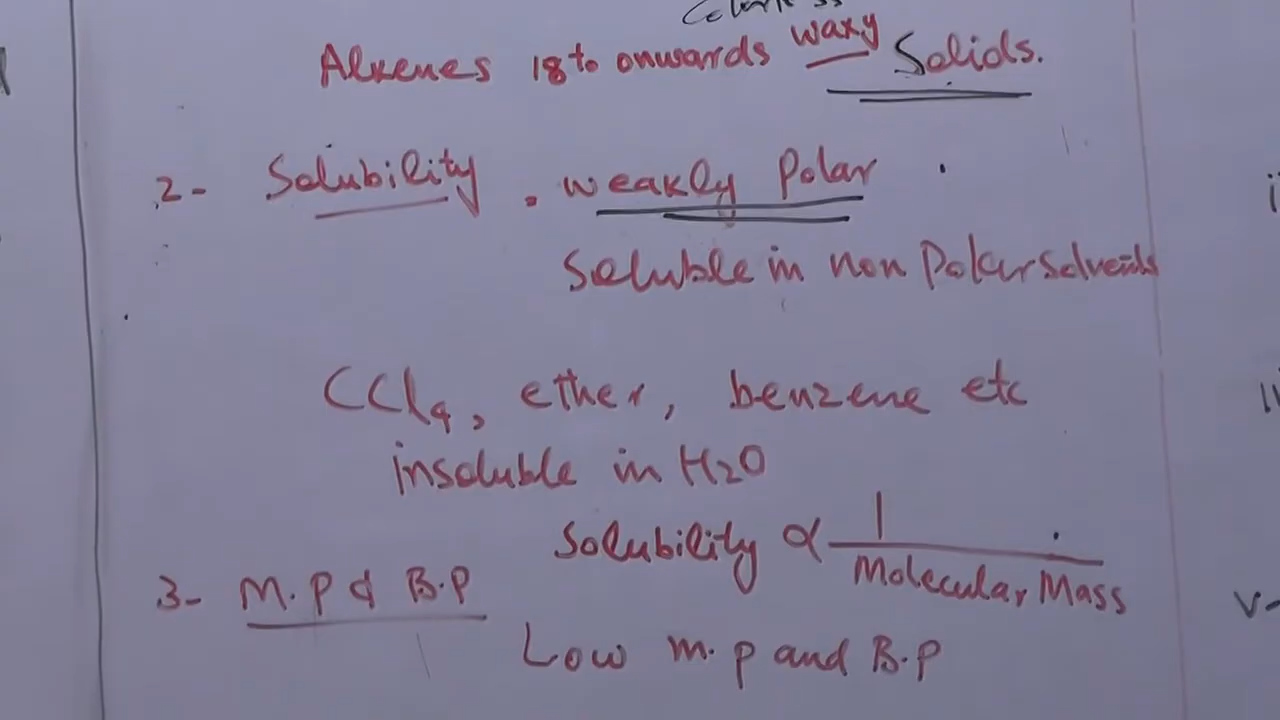 Alkenes 18 to onwards waxy Solids.
2- Solubility . weakly Polar
Soluble in non Polar solvents
CCl4, ether, benzene etc
insoluble in H2O
Solubility ∝ 1 / Molecular Mass
3- M.P & B.P
Low m.p and B.P